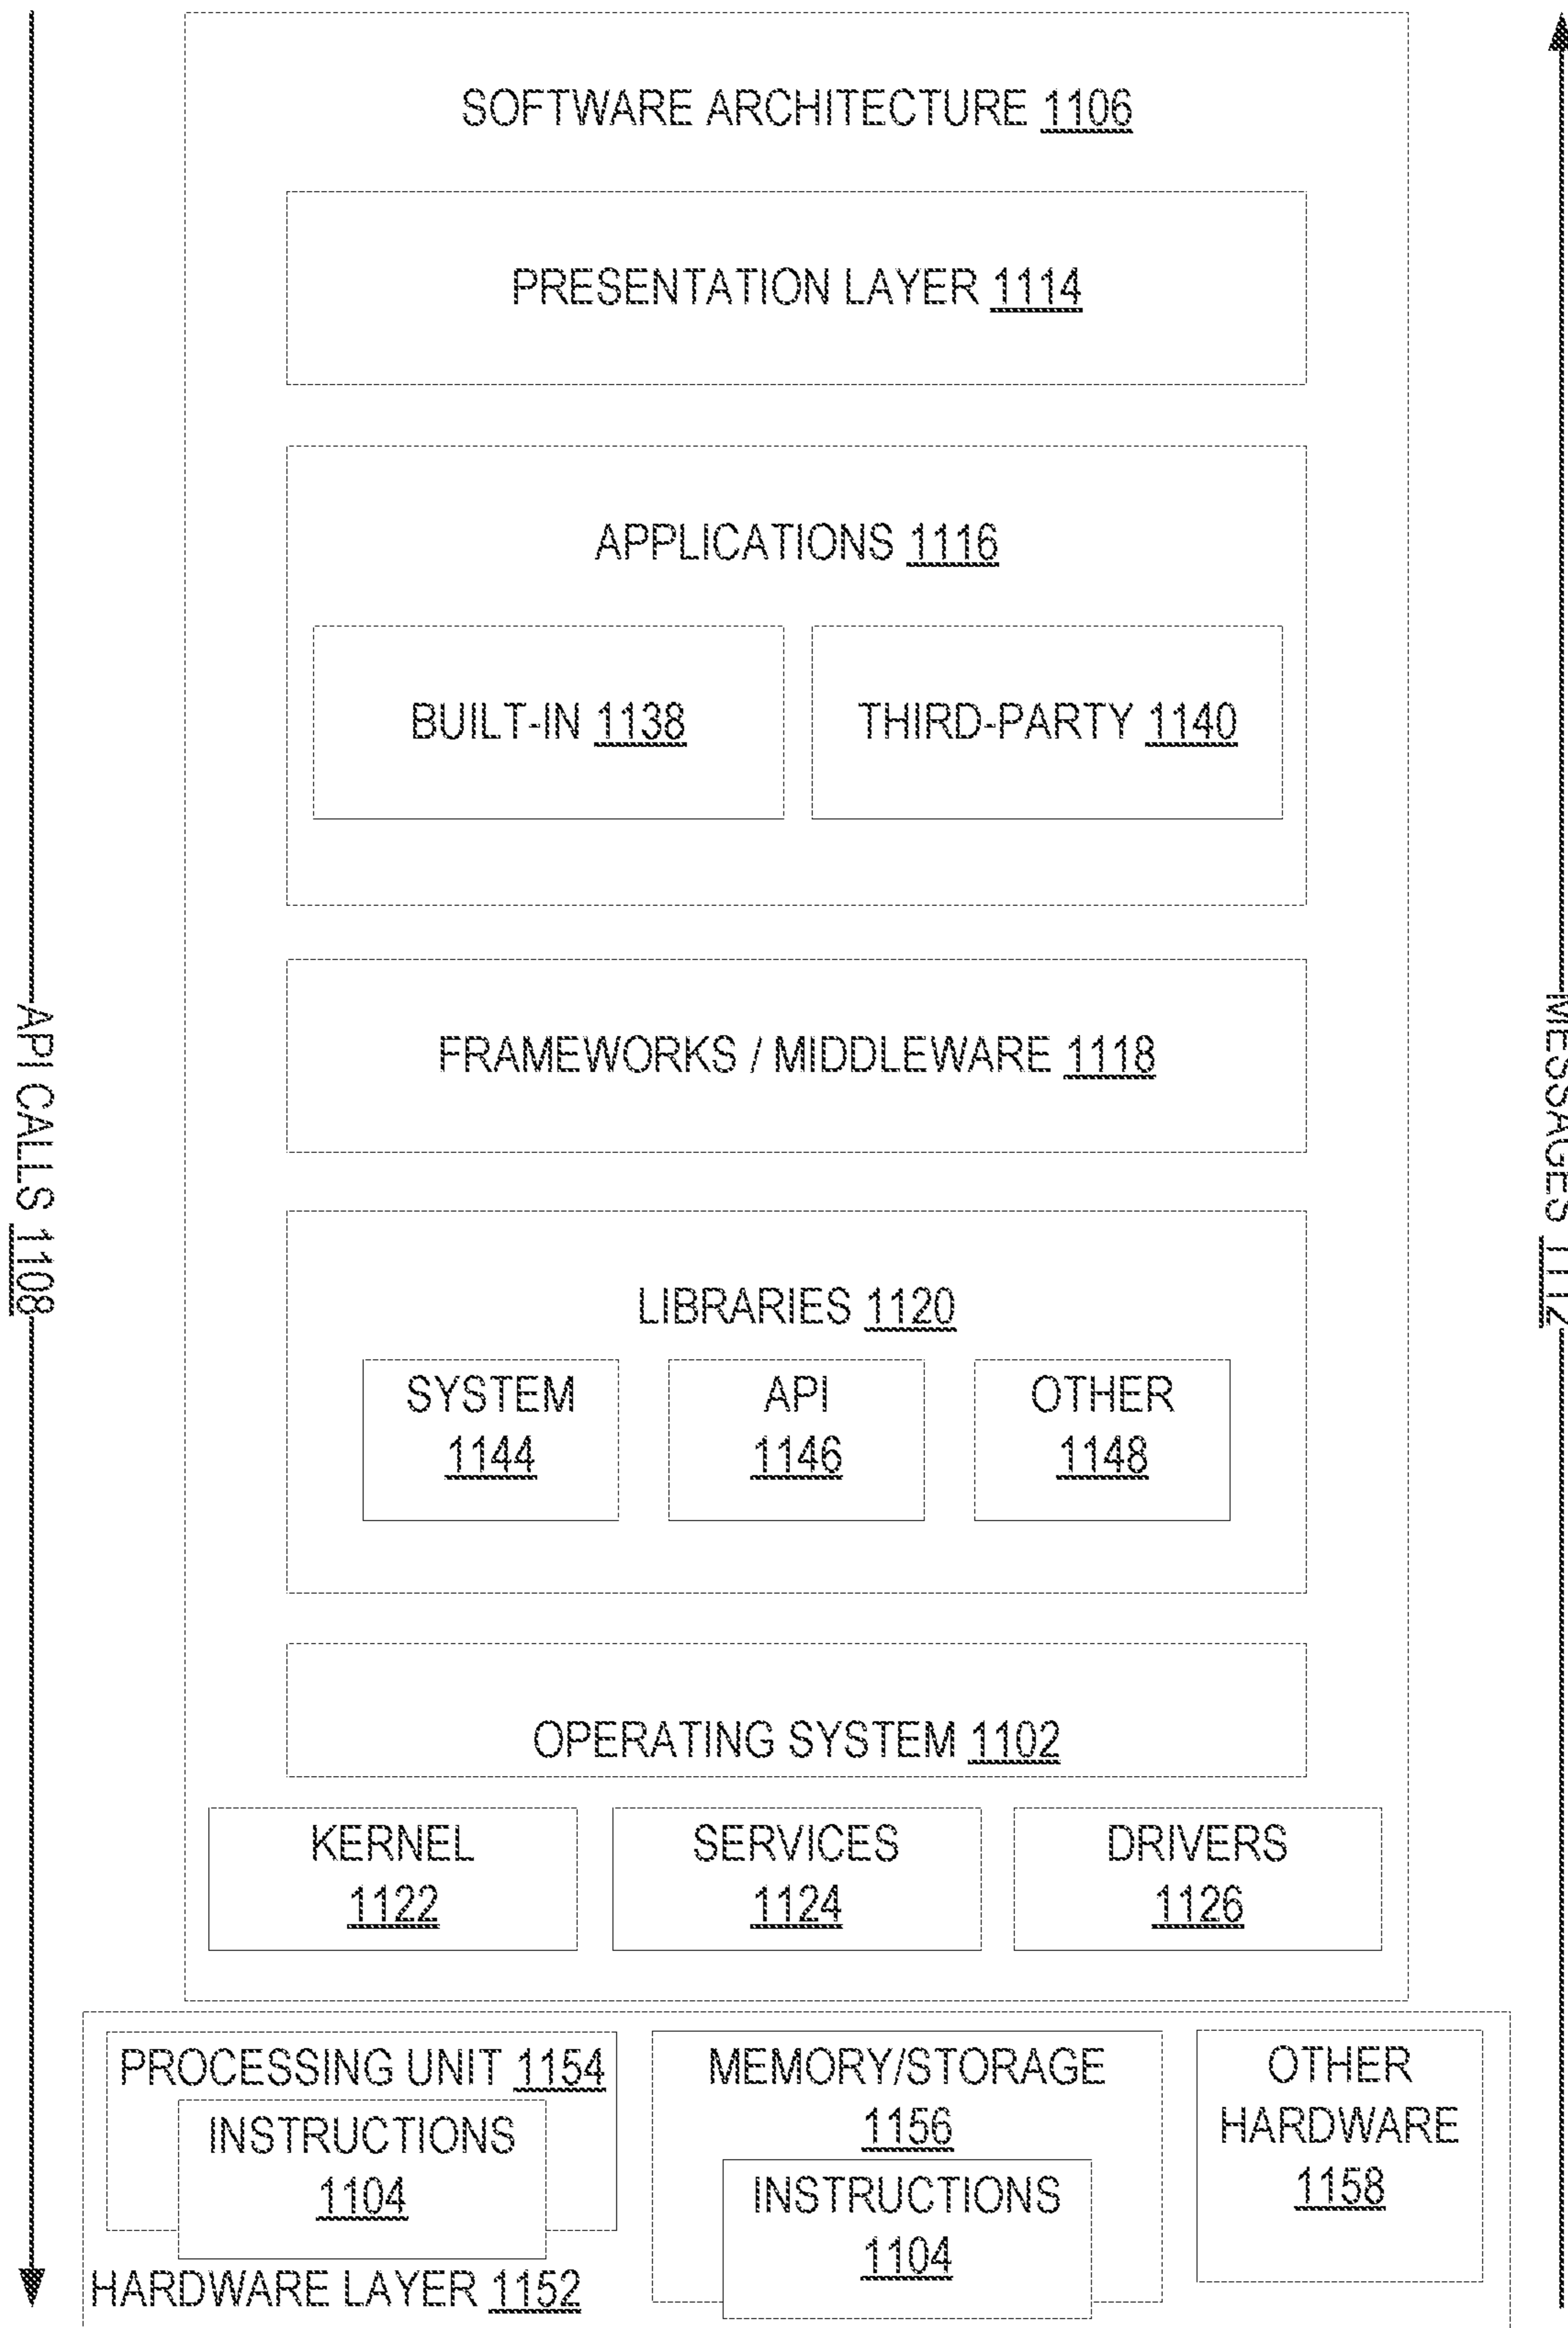 SOFTWARE ARCHITECTURE 1106
PRESENTATION LAYER 1114
APPLICATIONS 1116
BUILT-IN 1138
THIRD-PARTY 1140
FRAMEWORKS / MIDDLEWARE 1118
API CALLS 1108
MESSAGES 1112
LIBRARIES 1120
SYSTEM
1144
API
1146
OTHER
1148
OPERATING SYSTEM 1102
KERNEL
1122
SERVICES
1124
DRIVERS
1126
PROCESSING UNIT 1154
INSTRUCTIONS
1104
MEMORY/STORAGE
1156
INSTRUCTIONS
1104
OTHER
HARDWARE
1158
HARDWARE LAYER 1152